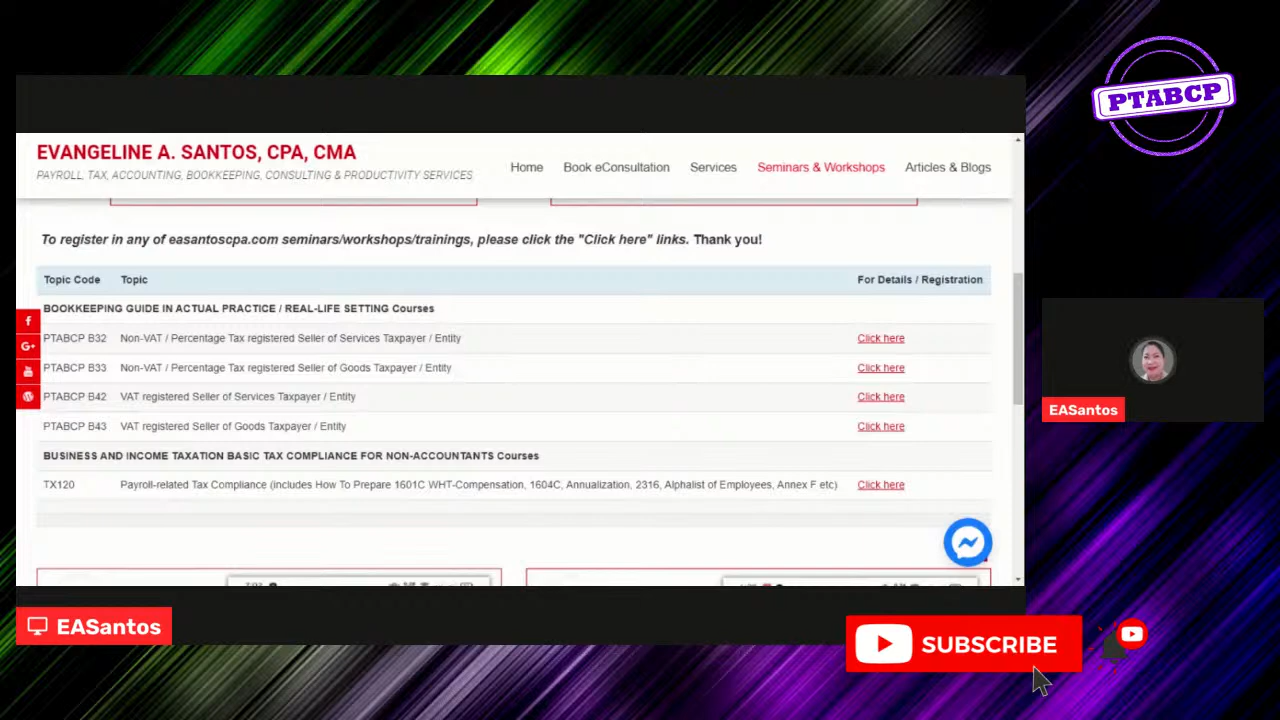 PTABCP
EVANGELINE A. SANTOS, CPA, CMA
PAYROLL, TAX, ACCOUNTING, BOOKKEEPING, CONSULTING & PRODUCTIVITY SERVICES
Home Book eConsultation Services Seminars & Workshops Articles & Blogs
To register in any of easantoscpa.com seminars/workshops/trainings, please click the "Click here" links. Thank you!
Topic Code Topic For Details / Registration
BOOKKEEPING GUIDE IN ACTUAL PRACTICE / REAL-LIFE SETTING Courses
PTABCP B32 Non-VAT / Percentage Tax registered Seller of Services Taxpayer / Entity Click here
PTABCP B33 Non-VAT / Percentage Tax registered Seller of Goods Taxpayer / Entity Click here
PTABCP B42 VAT registered Seller of Services Taxpayer / Entity Click here
PTABCP B43 VAT registered Seller of Goods Taxpayer / Entity Click here
BUSINESS AND INCOME TAXATION BASIC TAX COMPLIANCE FOR NON-ACCOUNTANTS Courses
TX120 Payroll-related Tax Compliance (includes How To Prepare 1601C WHT-Compensation, 1604C, Annualization, 2316, Alphalist of Employees, Annex F etc) Click here
f
G+
EASantos
EASantos
SUBSCRIBE